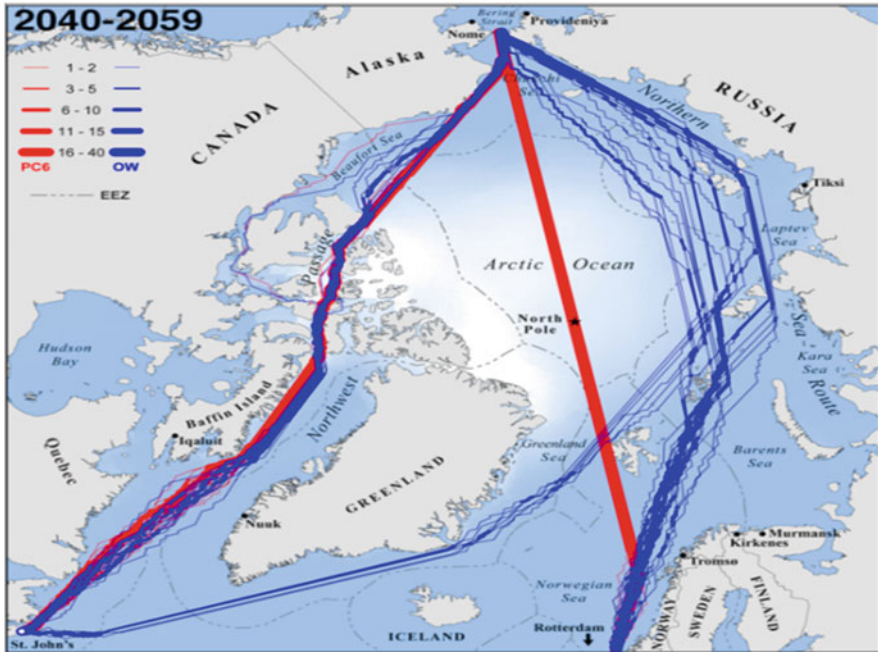 2040-2059
1 - 2
3 - 5
6 - 10
11 - 15
16 - 40
PC6
OW
EEZ
Bering
Strait
Provideniya
Nome
Alaska
Chukchi
Sea
CANADA
Beaufort Sea
Northern
RUSSIA
Tiksi
Laptev
Sea
Passage
Arctic Ocean
North
Pole
Sea
Kara
Sea
Route
Hudson
Bay
Baffin Island
Iqaluit
Northwest
Quebec
Greenland
Sea
Barents
Sea
GREENLAND
Nuuk
Murmansk
Kirkenes
Tromsø
Norwegian
Sea
NORWAY
SWEDEN
FINLAND
Rotterdam
ICELAND
St. John's